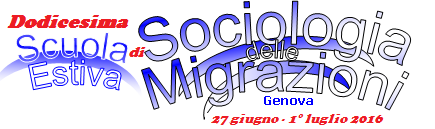 Dodicesima
Scuola
Estiva
di
Sociologia
delle
Migrazioni
Genova
27 giugno - 1° luglio 2016